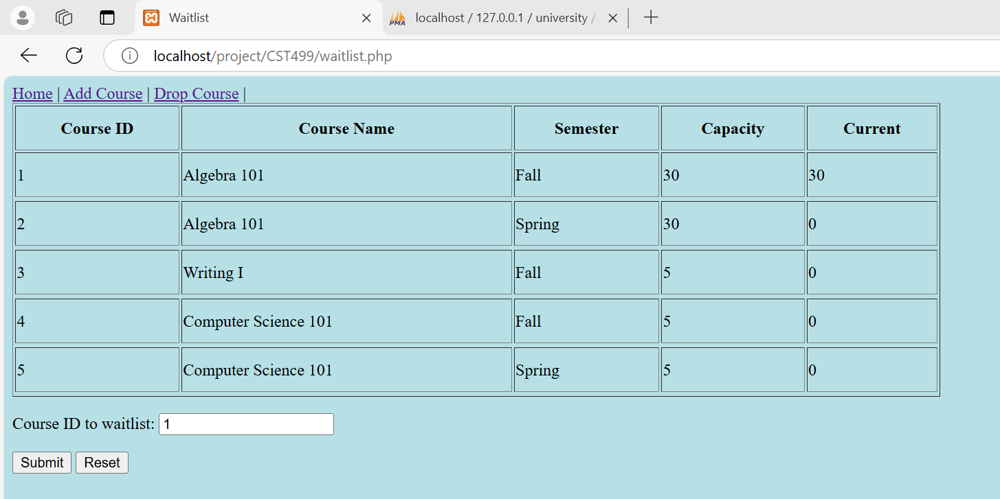 Waitlist
PMA localhost / 127.0.0.1 / university /
localhost/project/CST499/waitlist.php
Home | Add Course | Drop Course |
Course ID Course Name Semester Capacity Current
1 Algebra 101 Fall 30 30
2 Algebra 101 Spring 30 0
3 Writing I Fall 5 0
4 Computer Science 101 Fall 5 0
5 Computer Science 101 Spring 5 0
Course ID to waitlist: 1
Submit Reset